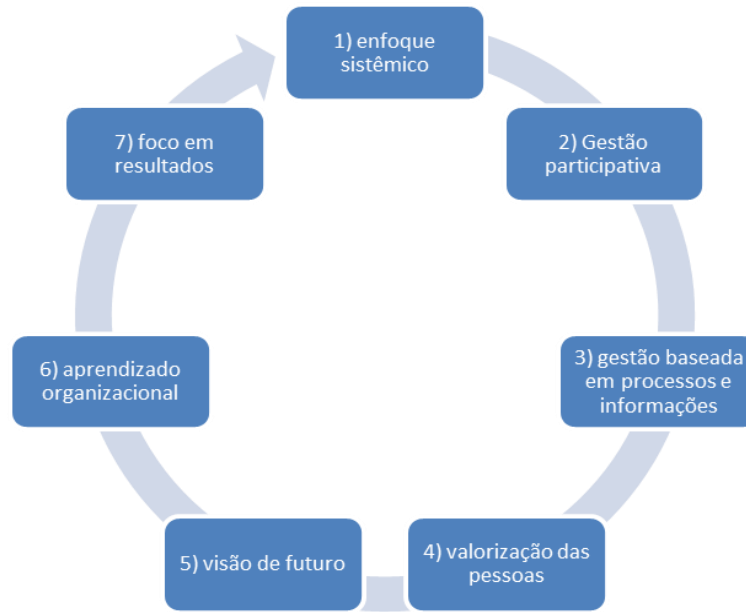 1) enfoque
sistêmico
2) Gestão
participativa
3) gestão baseada
em processos e
informações
4) valorização das
pessoas
5) visão de futuro
6) aprendizado
organizacional
7) foco em
resultados